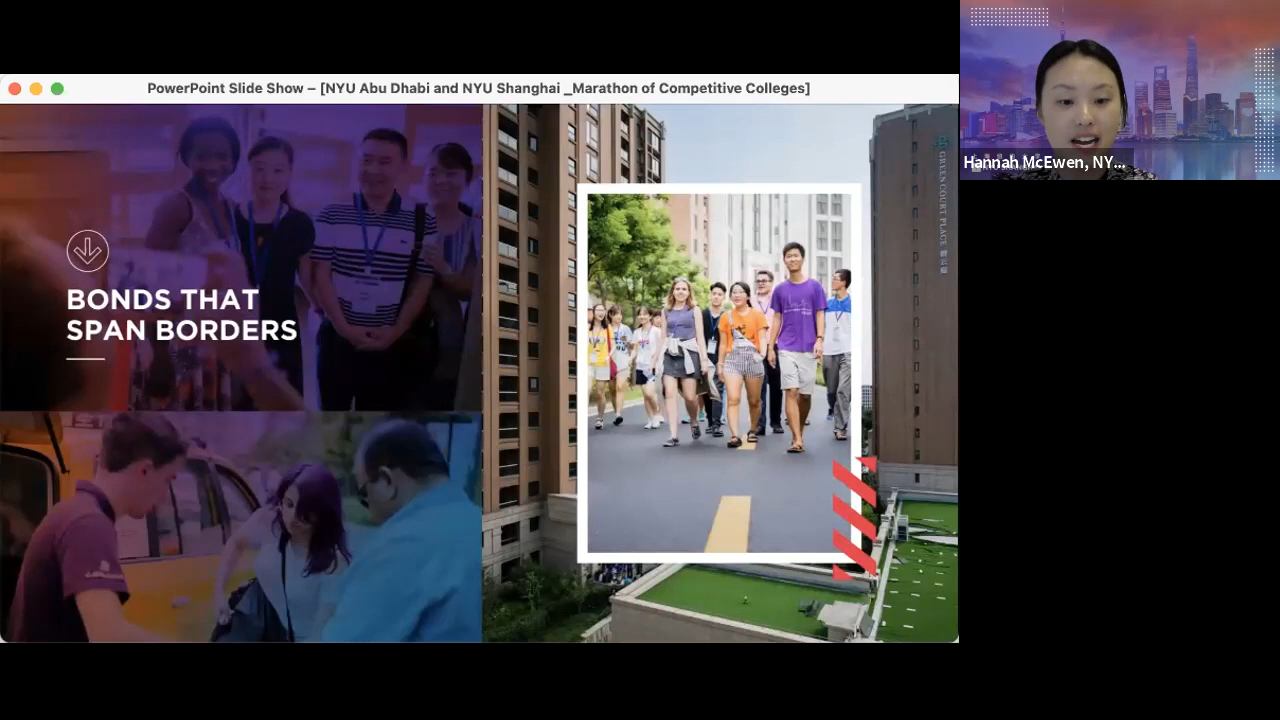 PowerPoint Slide Show – [NYU Abu Dhabi and NYU Shanghai _Marathon of Competitive Colleges]
Hannah McEwen, NY...
BONDS THAT
SPAN BORDERS
GREEN COURT PLACE